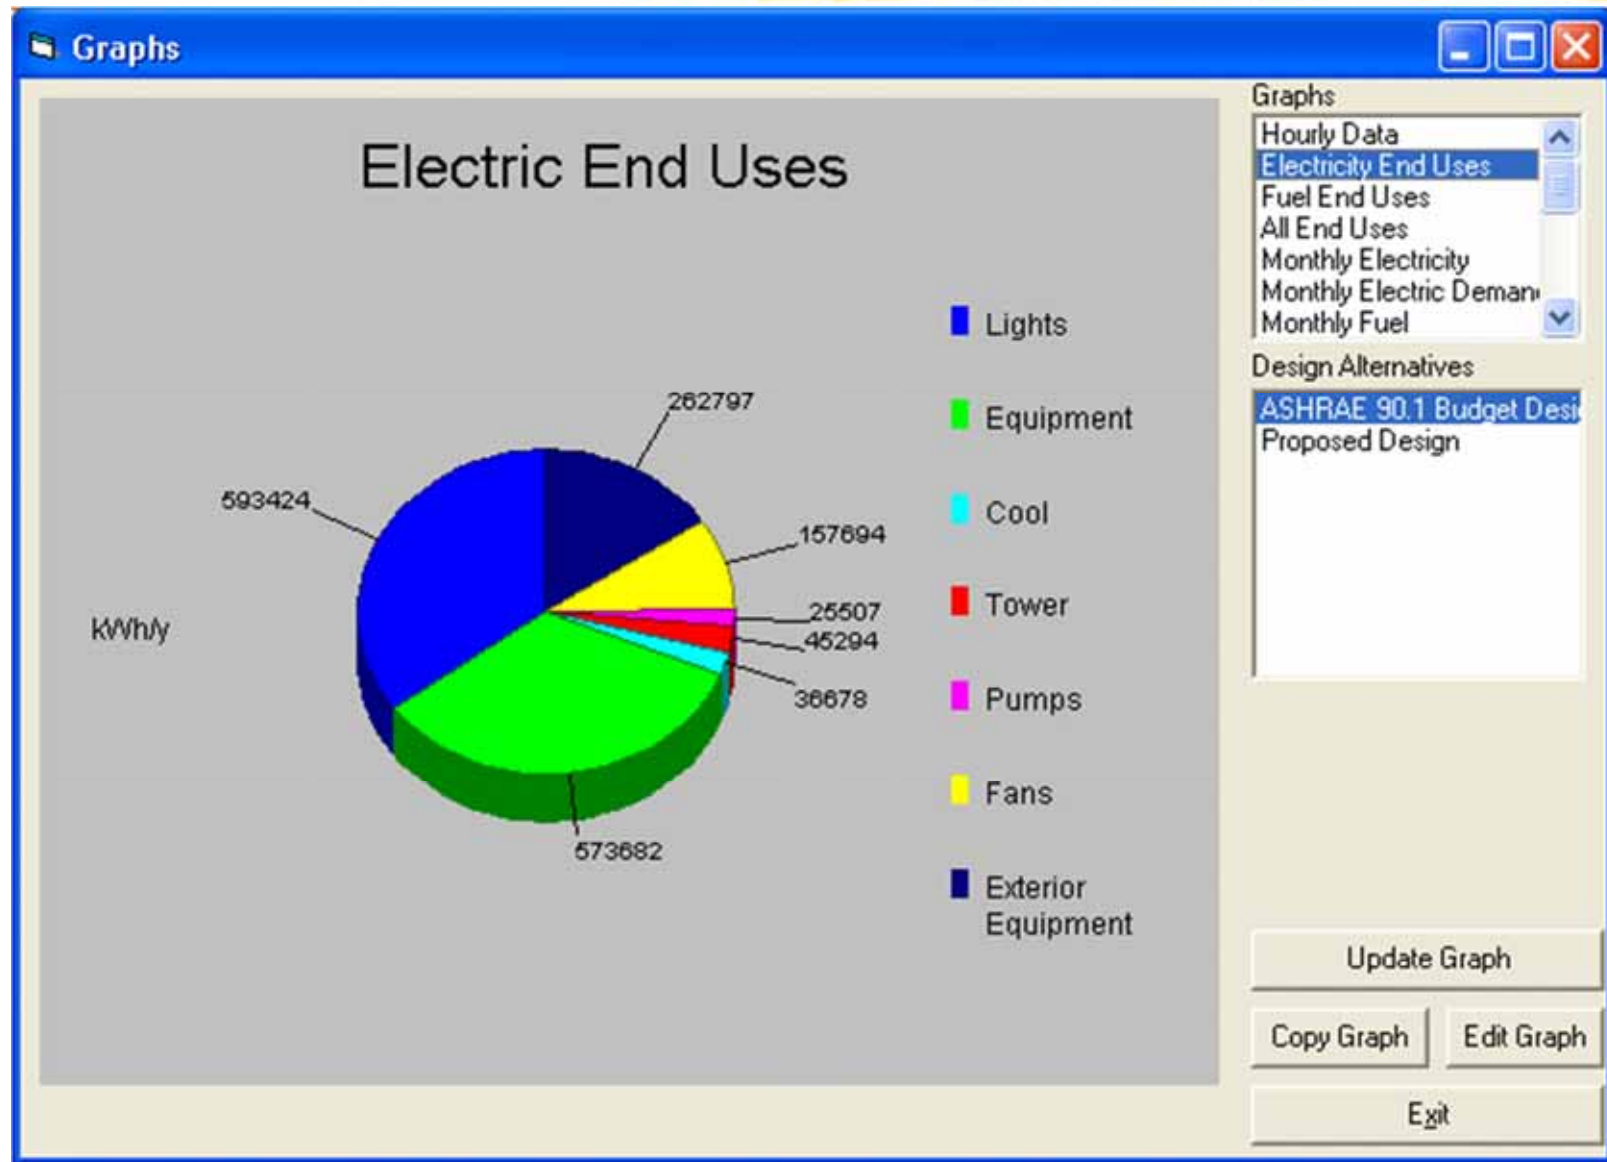 Graphs
Electric End Uses
262797
593424
157694
25507
45294
36678
573682
kWh/y
Lights
Equipment
Cool
Tower
Pumps
Fans
Exterior
Equipment
Graphs
Hourly Data
Electricity End Uses
Fuel End Uses
All End Uses
Monthly Electricity
Monthly Electric Deman
Monthly Fuel
Design Alternatives
ASHRAE 90.1 Budget Desi
Proposed Design
Update Graph
Copy Graph
Edit Graph
Exit